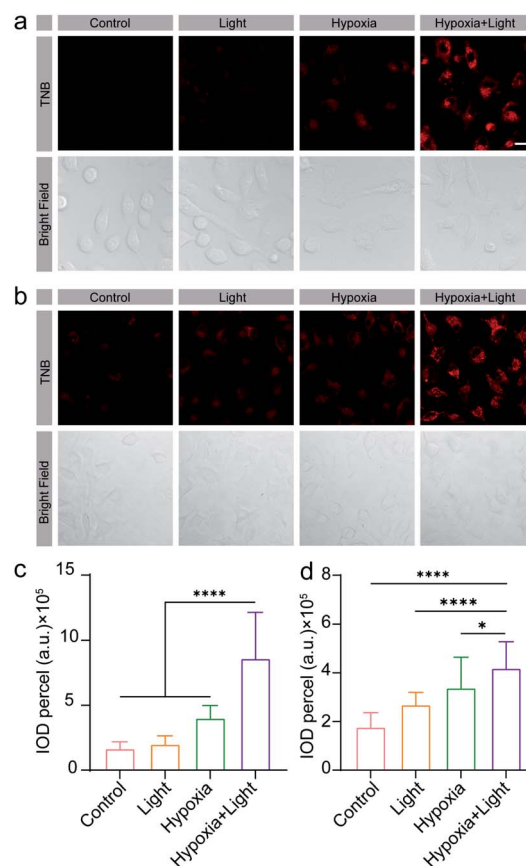 a
Control Light Hypoxia Hypoxia+Light
TNB
Bright Field
b
Control Light Hypoxia Hypoxia+Light
TNB
Bright Field
c
IOD percel (a.u.)×10⁵
15
10
5
0
****
Control Light Hypoxia Hypoxia+Light
d
IOD percel (a.u.)×10⁵
8
6
4
2
0
****
****
*
Control Light Hypoxia Hypoxia+Light